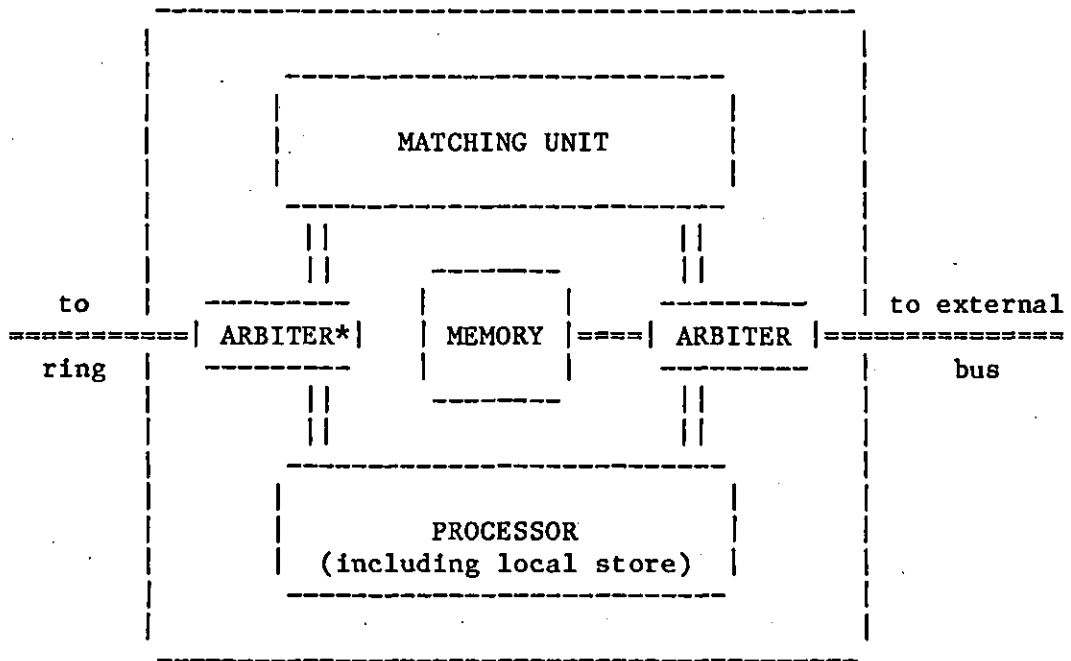 MATCHING UNIT
to
ring
ARBITER*
MEMORY
ARBITER
to external
bus
PROCESSOR
(including local store)